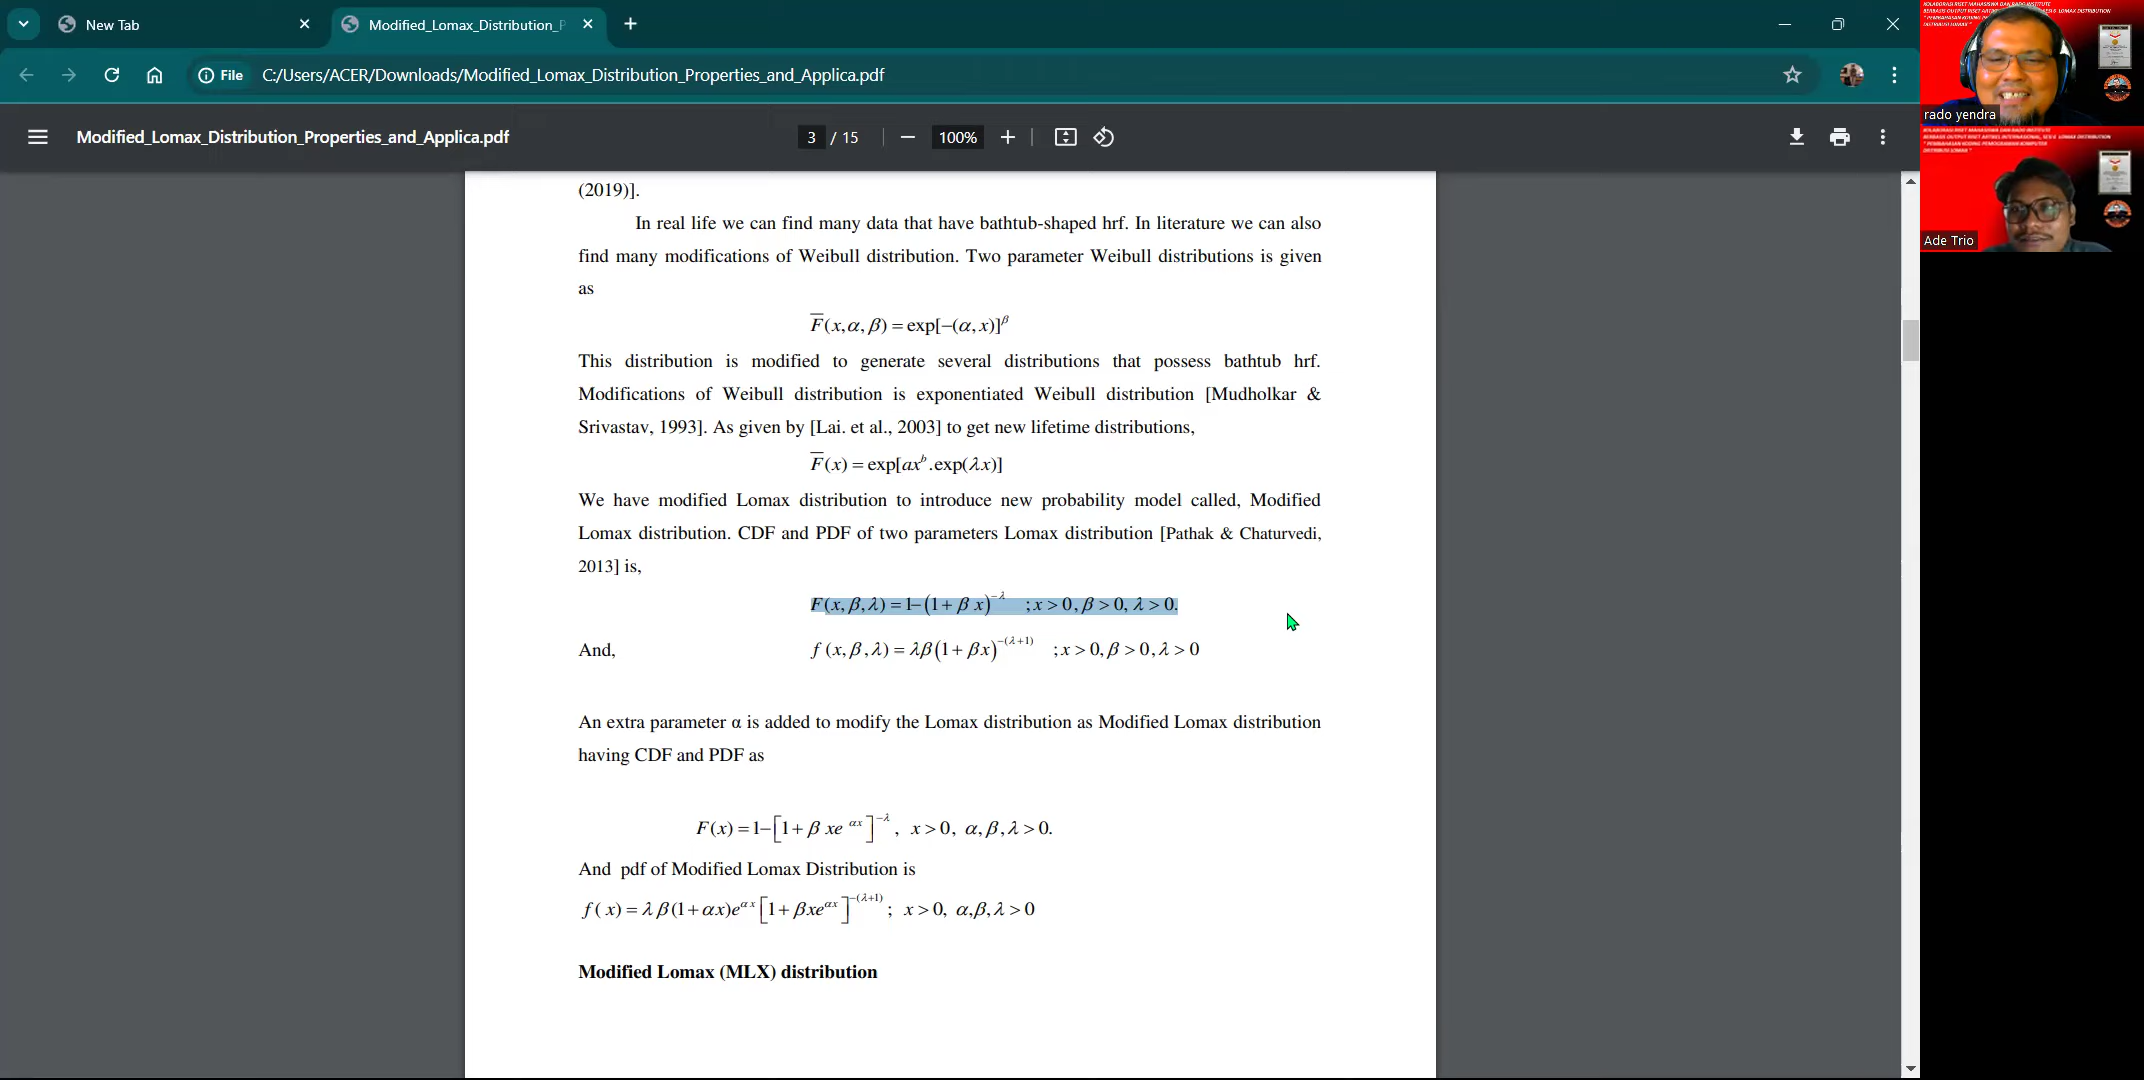 New Tab
Modified_Lomax_Distribution_P
File
C:/Users/ACER/Downloads/Modified_Lomax_Distribution_Properties_and_Applica.pdf
Modified_Lomax_Distribution_Properties_and_Applica.pdf
3 / 15
100%
(2019)].
In real life we can find many data that have bathtub-shaped hrf. In literature we can also
find many modifications of Weibull distribution. Two parameter Weibull distributions is given
as
F̅(x,α,β) = exp[−(α,x)]^β
This distribution is modified to generate several distributions that possess bathtub hrf.
Modifications of Weibull distribution is exponentiated Weibull distribution [Mudholkar &
Srivastav, 1993]. As given by [Lai. et al., 2003] to get new lifetime distributions,
F̅(x) = exp[ax^b.exp(λx)]
We have modified Lomax distribution to introduce new probability model called, Modified
Lomax distribution. CDF and PDF of two parameters Lomax distribution [Pathak & Chaturvedi,
2013] is,
F(x, β, λ) = 1−(1+ β x)^−λ ; x > 0, β > 0, λ > 0.
And, f (x, β, λ) = λβ(1+ βx)^−(λ+1) ; x > 0, β > 0, λ > 0
An extra parameter α is added to modify the Lomax distribution as Modified Lomax distribution
having CDF and PDF as
F(x) = 1−[1+ β xe^αx]^−λ, x > 0, α, β, λ > 0.
And pdf of Modified Lomax Distribution is
f( x) = λ β(1+ αx)e^αx[1+ βxe^αx]^−(λ+1); x > 0, α,β, λ > 0
Modified Lomax (MLX) distribution
rado yendra
Ade Trio